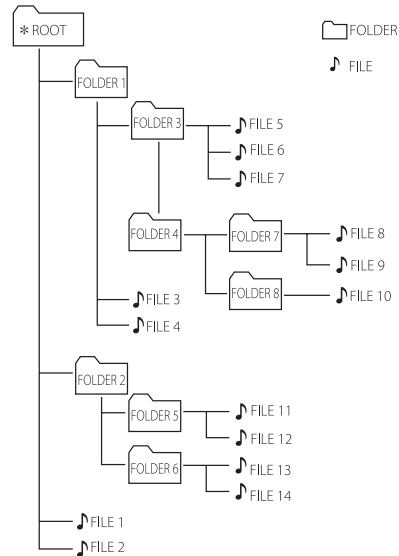 * ROOT
FOLDER
FILE
FOLDER 1
FOLDER 3
FILE 5
FILE 6
FILE 7
FOLDER 4
FOLDER 7
FILE 8
FILE 9
FOLDER 8
FILE 10
FILE 3
FILE 4
FOLDER 2
FOLDER 5
FILE 11
FILE 12
FOLDER 6
FILE 13
FILE 14
FILE 1
FILE 2